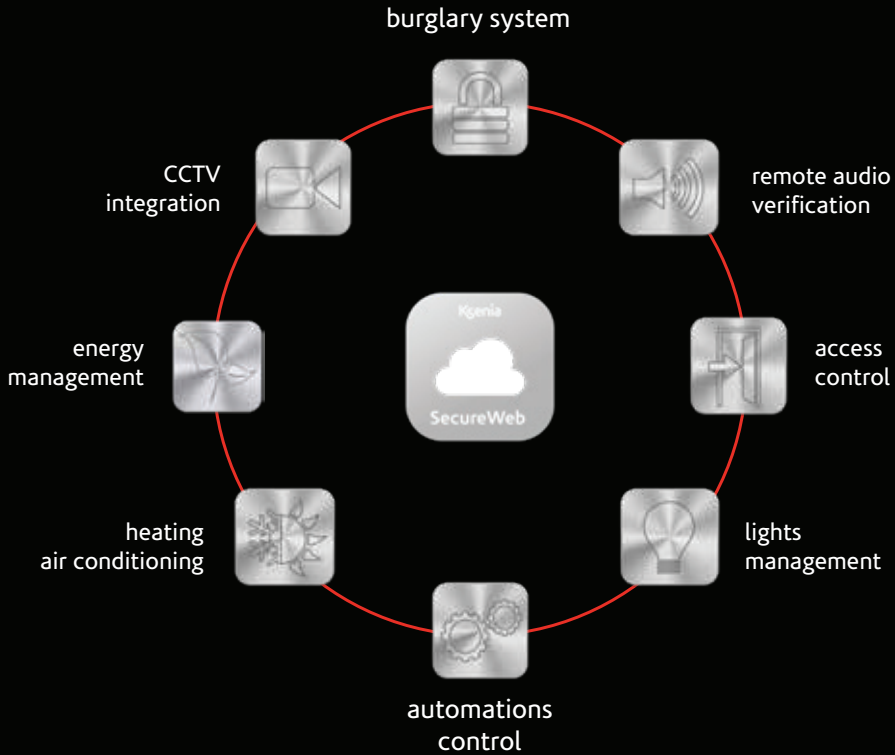 burglary system
CCTV
integration
remote audio
verification
Ksenia
energy
management
access
control
SecureWeb
heating
air conditioning
lights
management
automations
control